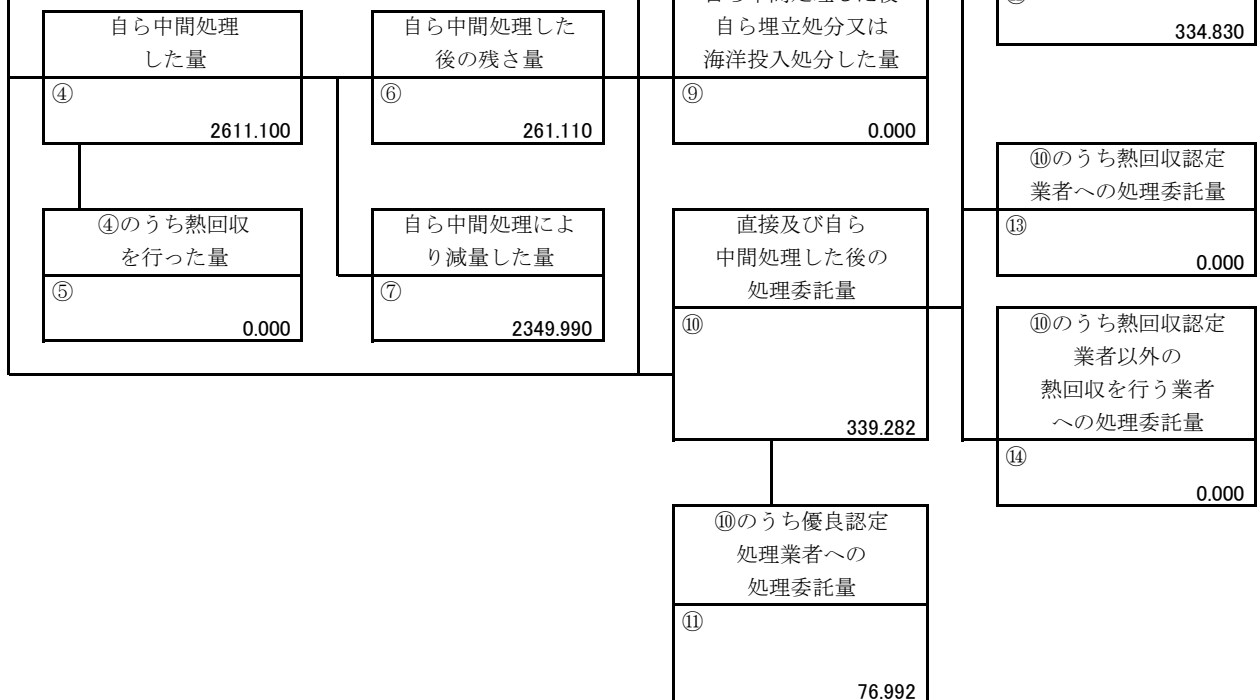 自ら中間処理
した量
④
2611.100
自ら中間処理した
後の残さ量
⑥
261.110
自ら埋立処分又は
海洋投入処分した量
⑨
0.000
334.830
④のうち熱回収
を行った量
⑤
0.000
自ら中間処理によ
り減量した量
⑦
2349.990
直接及び自ら
中間処理した後の
処理委託量
⑩
339.282
⑩のうち熱回収認定
業者への処理委託量
⑬
0.000
⑩のうち熱回収認定
業者以外の
熱回収を行う業者
への処理委託量
⑭
0.000
⑩のうち優良認定
処理業者への
処理委託量
⑪
76.992